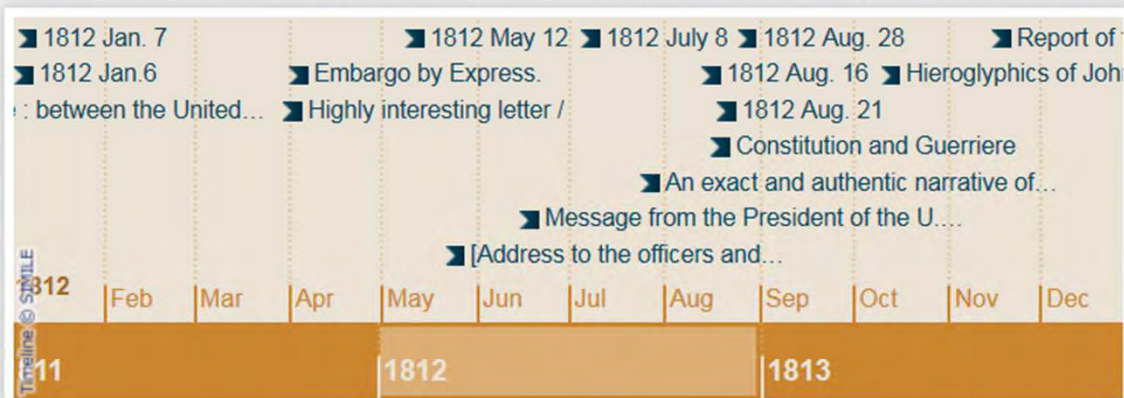 1812 Jan. 7 1812 May 12 1812 July 8 1812 Aug. 28 Report of
1812 Jan.6 Embargo by Express. 1812 Aug. 16 Hieroglyphics of Joh
: between the United... Highly interesting letter / 1812 Aug. 21
Constitution and Guerriere
An exact and authentic narrative of...
Message from the President of the U....
[Address to the officers and...
1812 Feb Mar Apr May Jun Jul Aug Sep Oct Nov Dec
11 1812 1813
Timeline © SIMILE